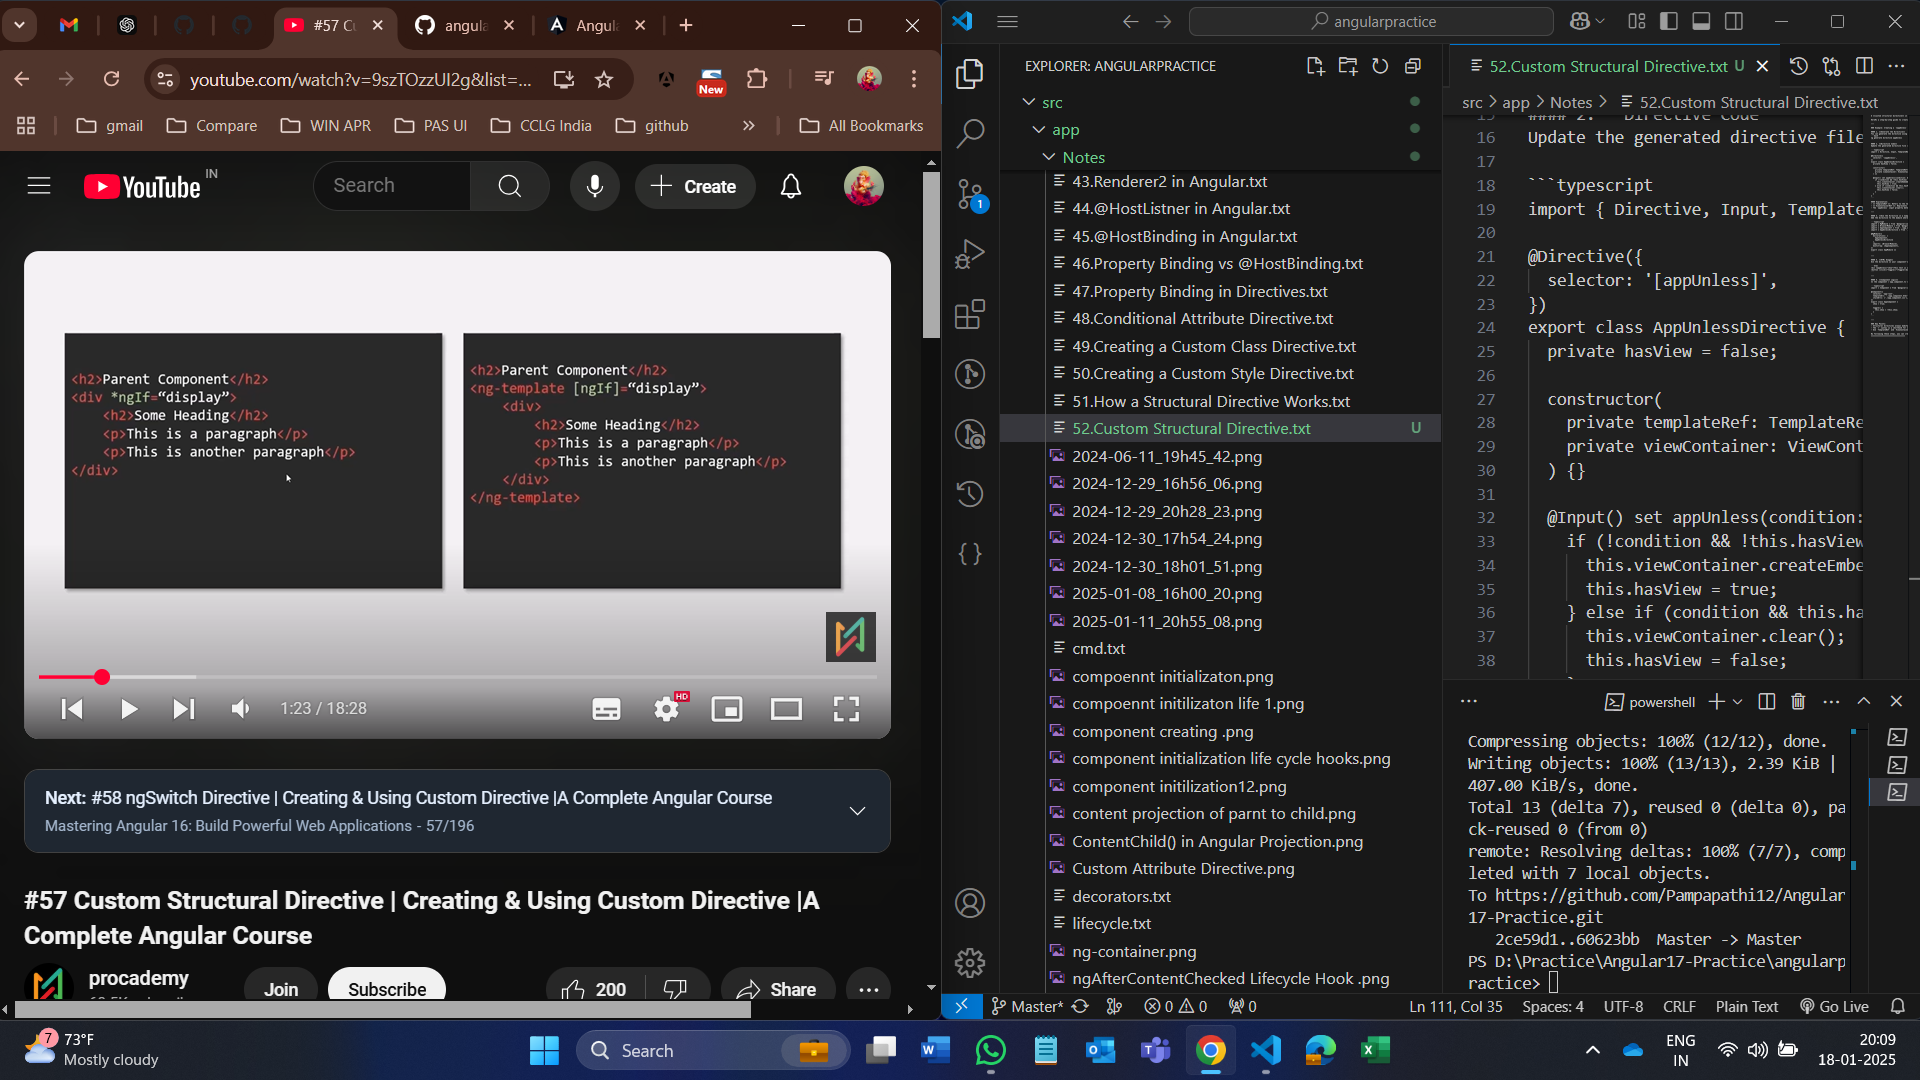 #57 Cu
angula
Angula
youtube.com/watch?v=9szTOzzUI2g&list=...
New
gmail
Compare
WIN APR
PAS UI
CCLG India
github
All Bookmarks
YouTube
IN
Search
Create
<h2>Parent Component</h2>
<div *ngIf=“display”>
<h2>Some Heading</h2>
<p>This is a paragraph</p>
<p>This is another paragraph</p>
</div>
<h2>Parent Component</h2>
<ng-template [ngIf]=“display”>
<div>
<h2>Some Heading</h2>
<p>This is a paragraph</p>
<p>This is another paragraph</p>
</div>
</ng-template>
1:23 / 18:28
HD
Next: #58 ngSwitch Directive | Creating & Using Custom Directive |A Complete Angular Course
Mastering Angular 16: Build Powerful Web Applications - 57/196
#57 Custom Structural Directive | Creating & Using Custom Directive |A
Complete Angular Course
procademy
Join
Subscribe
200
Share
angularpractice
EXPLORER: ANGULARPRACTICE
src
app
Notes
43.Renderer2 in Angular.txt
44.@HostListner in Angular.txt
45.@HostBinding in Angular.txt
46.Property Binding vs @HostBinding.txt
47.Property Binding in Directives.txt
48.Conditional Attribute Directive.txt
49.Creating a Custom Class Directive.txt
50.Creating a Custom Style Directive.txt
51.How a Structural Directive Works.txt
52.Custom Structural Directive.txt U
2024-06-11_19h45_42.png
2024-12-29_16h56_06.png
2024-12-29_20h28_23.png
2024-12-30_17h54_24.png
2024-12-30_18h01_51.png
2025-01-08_16h00_20.png
2025-01-11_20h55_08.png
cmd.txt
compoennt initilizaton.png
compoennt initilizaton life 1.png
component creating .png
component initialization life cycle hooks.png
component initilization12.png
content projection of parnt to child.png
ContentChild() in Angular Projection.png
Custom Attribute Directive.png
decorators.txt
lifecycle.txt
ng-container.png
ngAfterContentChecked Lifecycle Hook .png
1
52.Custom Structural Directive.txt U
src > app > Notes > 52.Custom Structural Directive.txt
16 Update the generated directive file
17
18 ```typescript
19 import { Directive, Input, Template
20
21 @Directive({
22 selector: '[appUnless]',
23 })
24 export class AppUnlessDirective {
25 private hasView = false;
26
27 constructor(
28 private templateRef: TemplateRe
29 private viewContainer: ViewCont
30 ) {}
31
32 @Input() set appUnless(condition:
33 if (!condition && !this.hasView
34 this.viewContainer.createEmbe
35 this.hasView = true;
36 } else if (condition && this.ha
37 this.viewContainer.clear();
38 this.hasView = false;
powershell
Compressing objects: 100% (12/12), done.
Writing objects: 100% (13/13), 2.39 KiB |
407.00 KiB/s, done.
Total 13 (delta 7), reused 0 (delta 0), pa
ck-reused 0 (from 0)
remote: Resolving deltas: 100% (7/7), comp
leted with 7 local objects.
To https://github.com/Pampapathi12/Angular
17-Practice.git
2ce59d1..60623bb Master -> Master
PS D:\Practice\Angular17-Practice\angularp
ractice>
Master*
0 0
0
Ln 111, Col 35
Spaces: 4
UTF-8
CRLF
Plain Text
Go Live
7
73°F
Mostly cloudy
Search
ENG
IN
20:09
18-01-2025